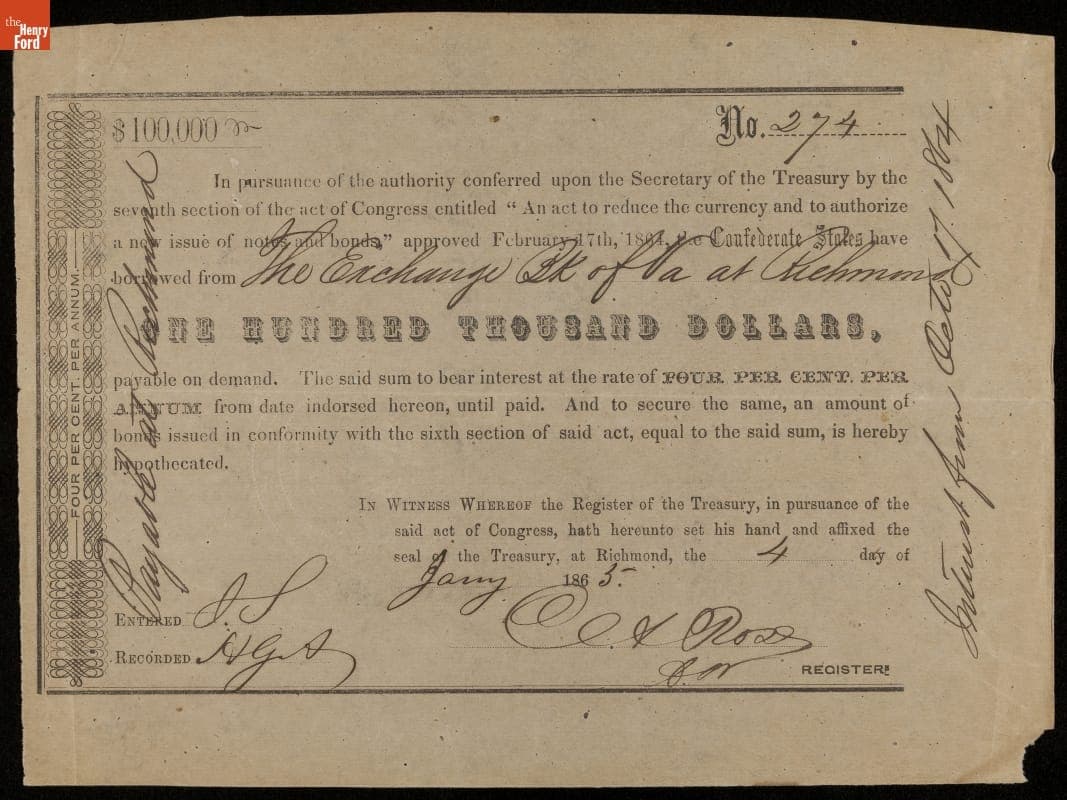 the
Henry
Ford
$100,000
No. 274
In pursuance of the authority conferred upon the Secretary of the Treasury by the
seventh section of the act of Congress entitled "An act to reduce the currency and to authorize
a new issue of notes and bonds," approved February 17th, 1864, the Confederate States have
borrowed from The Exchange Bk of Va at Richmond
ONE HUNDRED THOUSAND DOLLARS,
payable on demand. The said sum to bear interest at the rate of FOUR PER CENT. PER
ANNUM from date indorsed hereon, until paid. And to secure the same, an amount of
bonds issued in conformity with the sixth section of said act, equal to the said sum, is hereby
hypothecated.
IN WITNESS WHEREOF the Register of the Treasury, in pursuance of the
said act of Congress, hath hereunto set his hand and affixed the
seal of the Treasury, at Richmond, the 4 day of
Jany 1865.
ENTERED J.S.
RECORDED H G A
Rose
REGISTER.
FOUR PER CENT. PER ANNUM.
Payable at Richmond
Interest from Octo 17, 1864